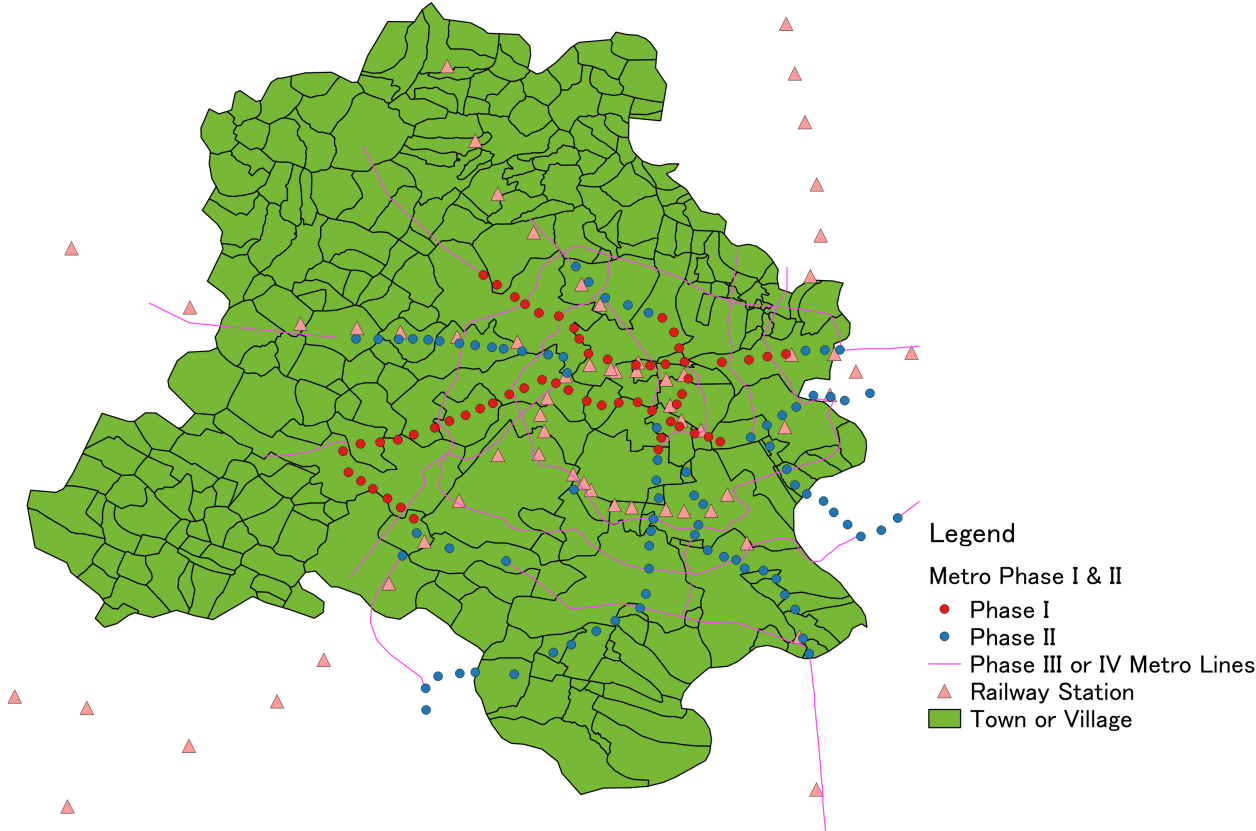 Legend
Metro Phase I & II
Phase I
Phase II
Phase III or IV Metro Lines
Railway Station
Town or Village